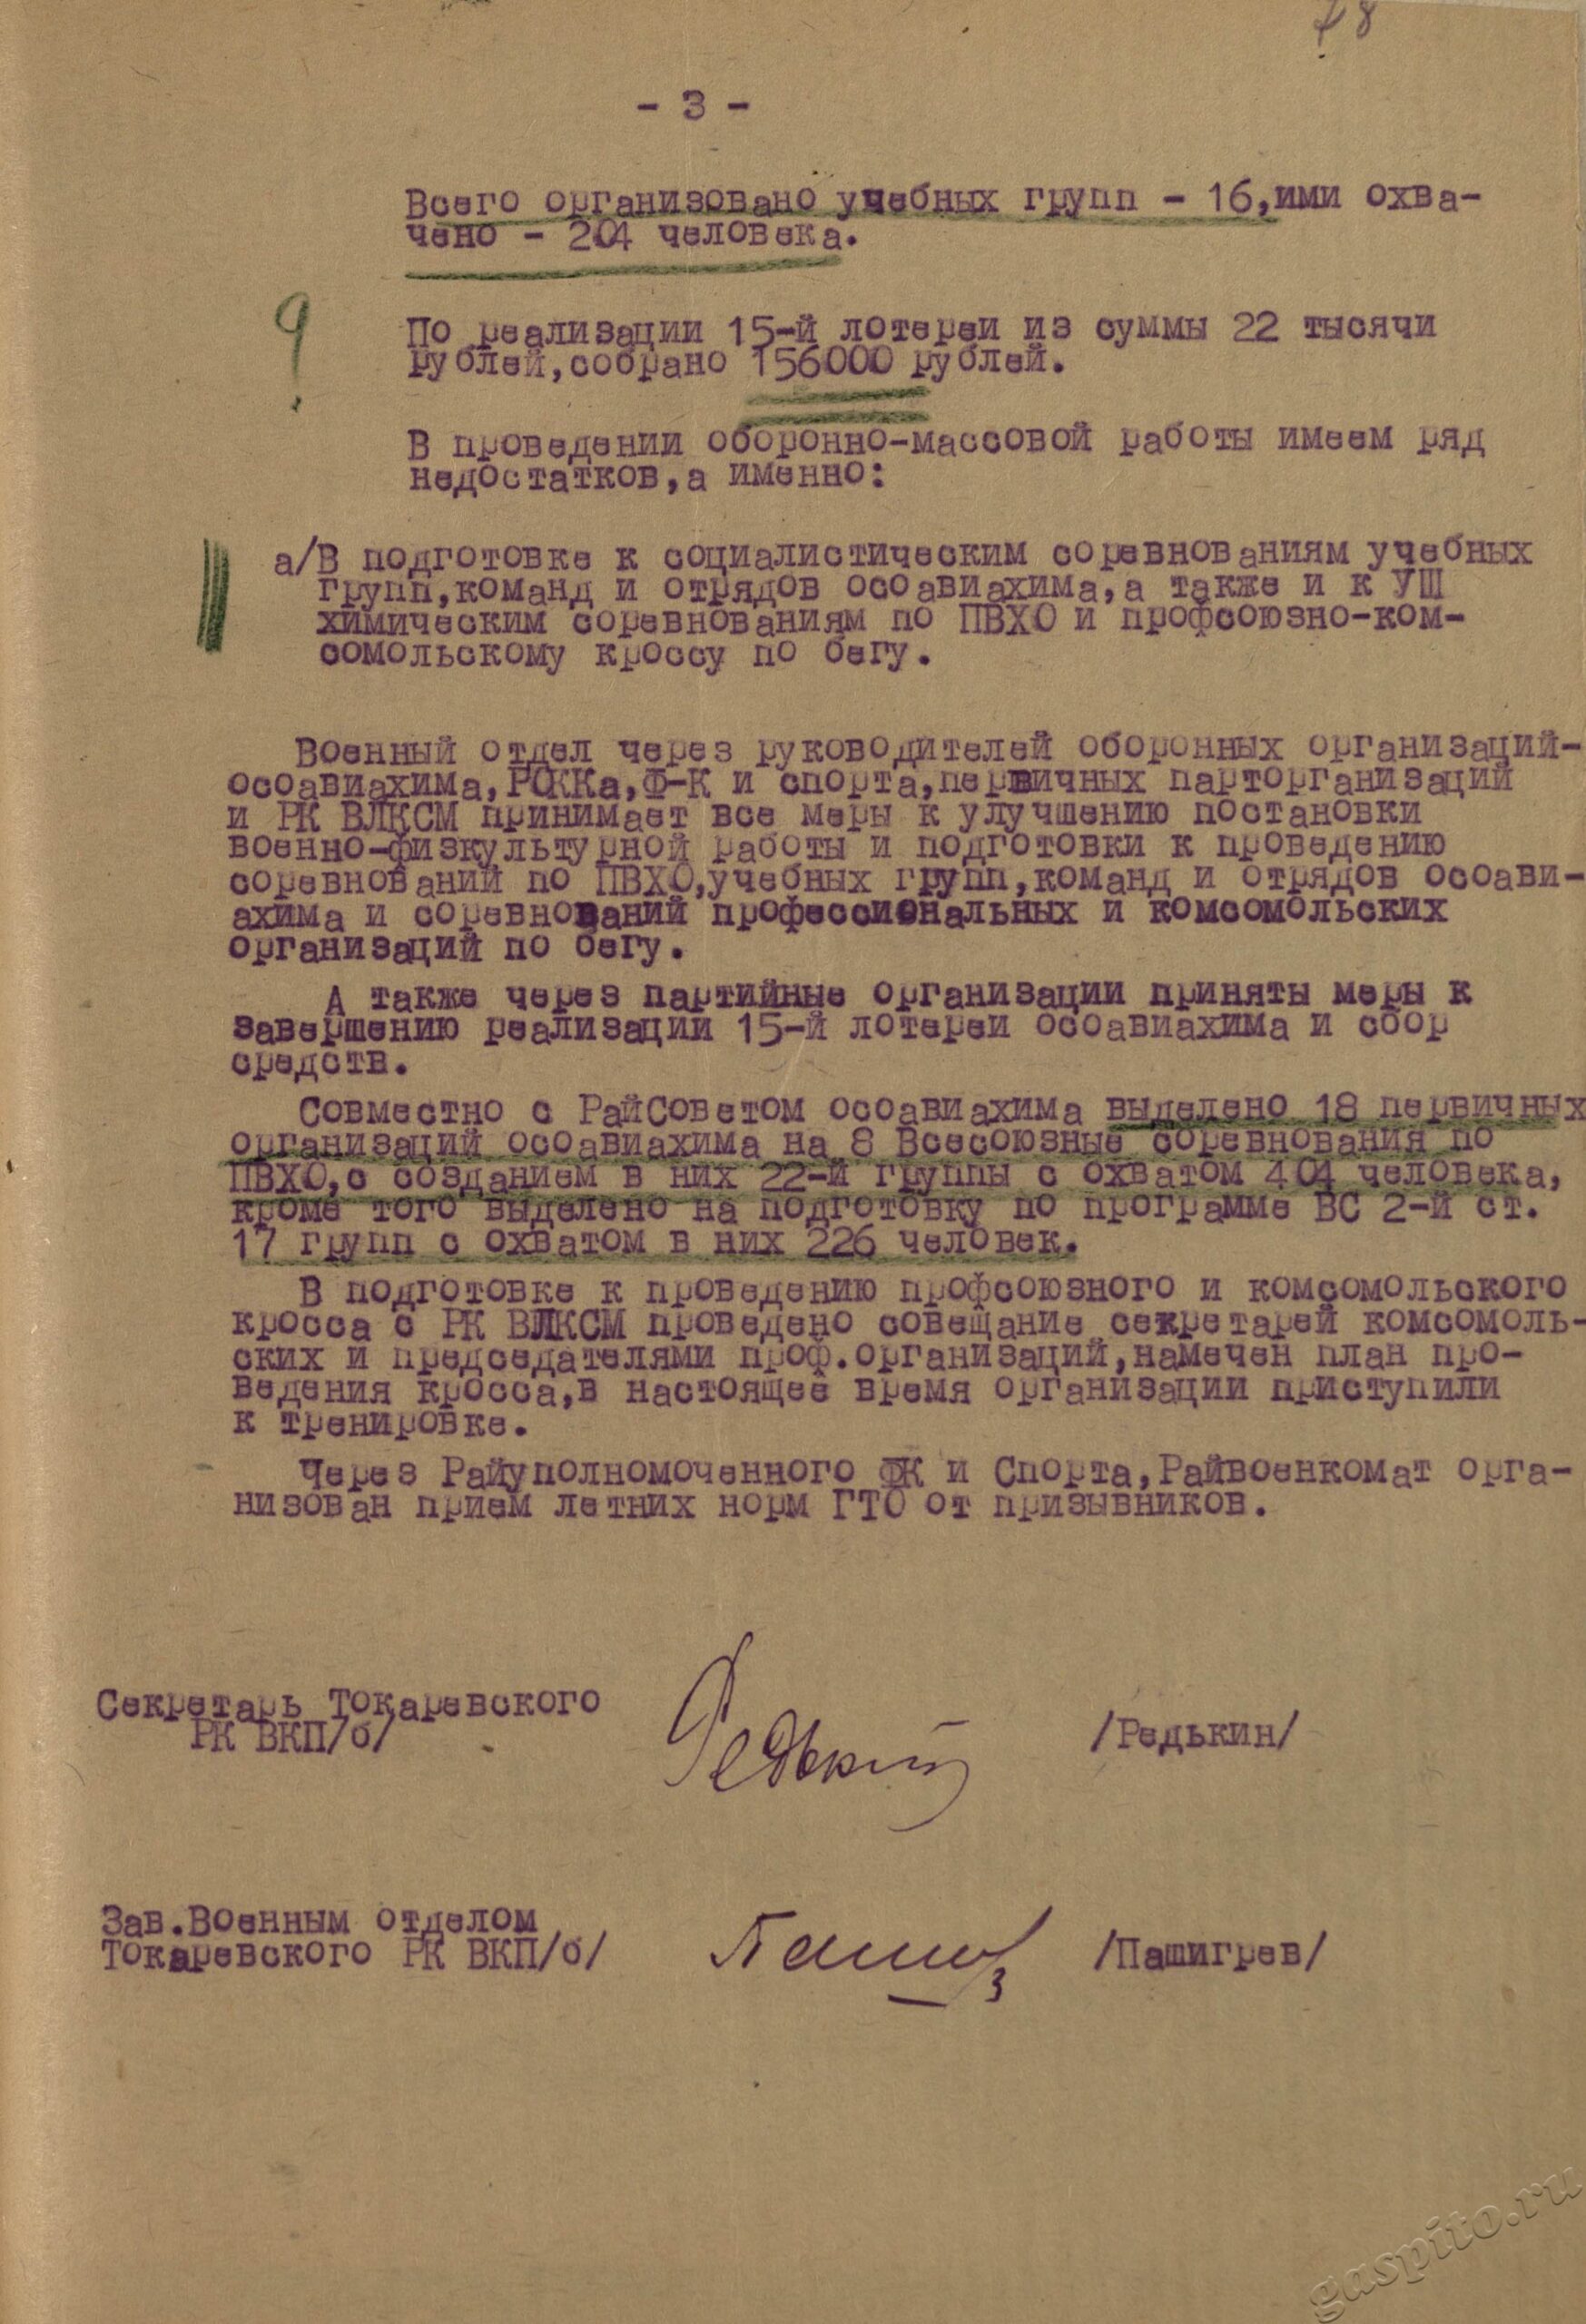 78
- 3 -
Всего организовано учебных групп - 16,ими охва-
чено - 204 человека.
?
По реализации 15-й лотереи из суммы 22 тысячи
рублей,собрано 156000 рублей.
В проведении оборонно-массовой работы имеем ряд
недостатков,а именно:
а/В подготовке к социалистическим соревнованиям учебных
групп,команд и отрядов осоавиахима,а также и к УШ
химическим соревнованиям по ПВХО и профсоюзно-ком-
сомольскому кроссу по бегу.
Военный отдел через руководителей оборонных организаций-
осоавиахима,РОККа,Ф-К и спорта,первичных парторганизаций
и РК ВЛКСМ принимает все меры к улучшению постановки
военно-физкультурной работы и подготовки к проведению
соревнований по ПВХО,учебных групп,команд и отрядов осоави-
ахима и соревнований профессиональных и комсомольских
организаций по бегу.
А также через партийные организации приняты меры к
завершению реализации 15-й лотереи осоавиахима и сбор
средств.
Совместно с РайСоветом осоавиахима выделено 18 первичных
организаций осоавиахима на 8 Всесоюзные соревнования по
ПВХО,с созданием в них 22-й группы с охватом 404 человека,
кроме того выделено на подготовку по программе ВС 2-й ст.
17 групп с охватом в них 226 человек.
В подготовке к проведению профсоюзного и комсомольского
кросса с РК ВЛКСМ проведено совещание секретарей комсомоль-
ских и председателями проф.организаций,намечен план про-
ведения кросса,в настоящее время организации приступили
к тренировке.
Через Райуполномоченного ФК и Спорта,Райвоенкомат орга-
низован прием летних норм ГТО от призывников.
Секретарь Токаревского
РК ВКП/б/
Редькин
/Редькин/
Зав.Военным отделом
Токаревского РК ВКП/б/
/Пашигрев/
gaspito.ru